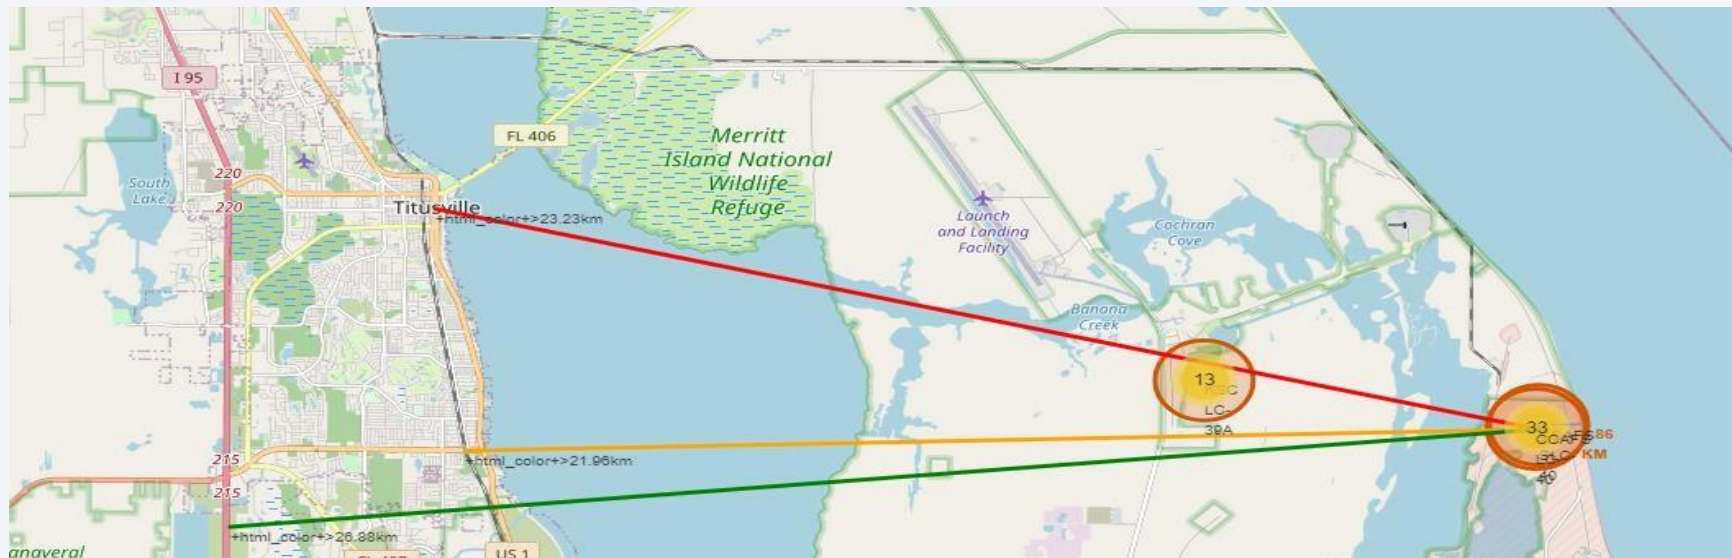 I 95
FL 406
Merritt
Island National
Wildlife
Refuge
220
South
Lake
220
Titusville
+html_color+>23.23km
Launch
and Landing
Facility
Cochran
Cove
Banana
Creek
13
LC-
39A
33
86
KM
215
+html_color+>21.96km
215
+html_color+>26.88km
anaveral
US 1